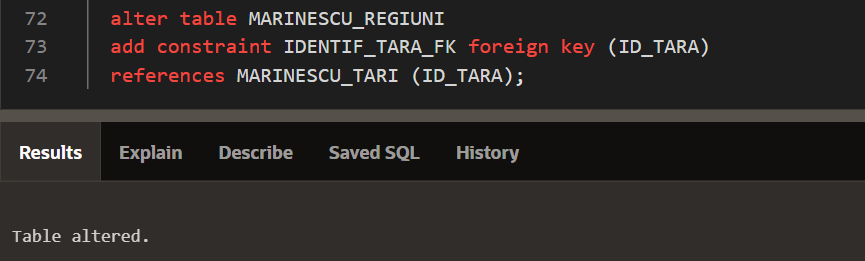 72 alter table MARINESCU_REGIUNI
73 add constraint IDENTIF_TARA_FK foreign key (ID_TARA)
74 references MARINESCU_TARI (ID_TARA);
Results Explain Describe Saved SQL History
Table altered.